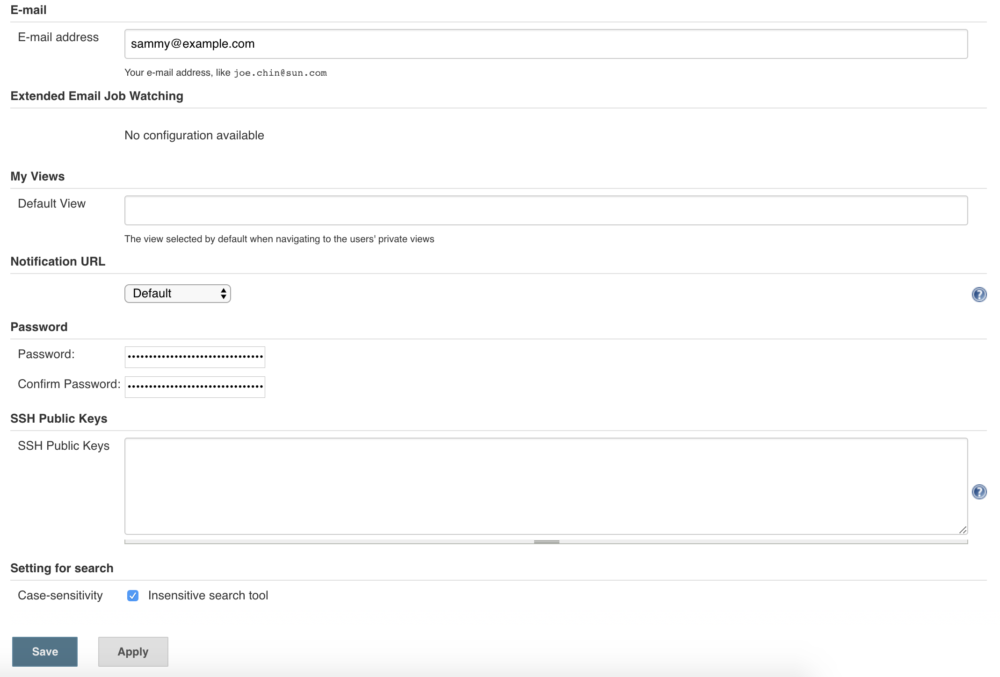 E-mail
E-mail address
sammy@example.com
Your e-mail address, like joe.chin@sun.com
Extended Email Job Watching
No configuration available
My Views
Default View
The view selected by default when navigating to the users' private views
Notification URL
Default
?
Password
Password:
••••••••••••••••••••••••••••••••
Confirm Password:
••••••••••••••••••••••••••••••••
SSH Public Keys
SSH Public Keys
?
Setting for search
Case-sensitivity Insensitive search tool
Save Apply